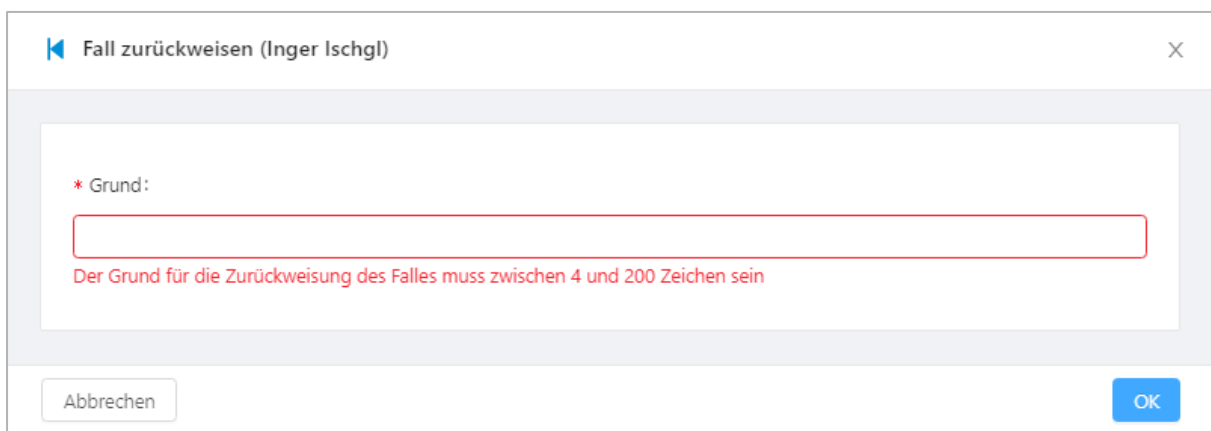 Fall zurückweisen (Inger Ischgl)
X
* Grund:
Der Grund für die Zurückweisung des Falles muss zwischen 4 und 200 Zeichen sein
Abbrechen
OK